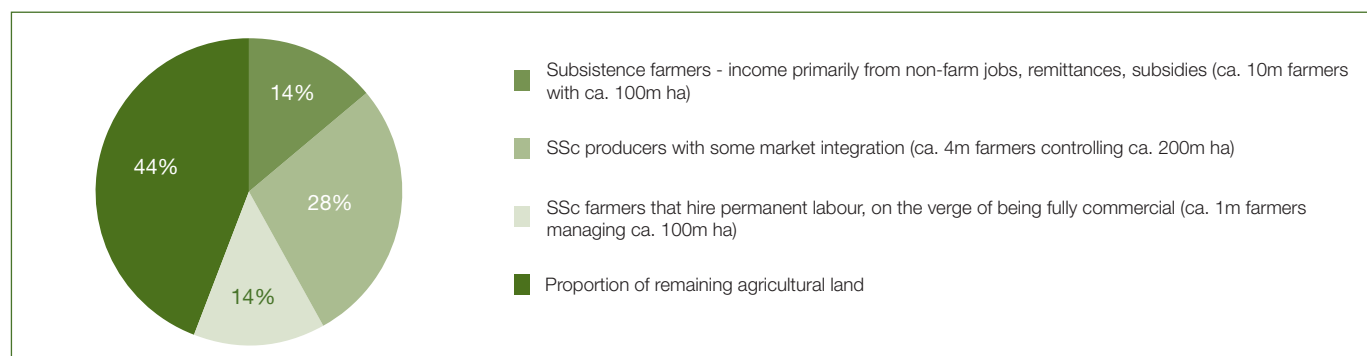 14%
28%
14%
44%
Subsistence farmers - income primarily from non-farm jobs, remittances, subsidies (ca. 10m farmers
with ca. 100m ha)
SSc producers with some market integration (ca. 4m farmers controlling ca. 200m ha)
SSc farmers that hire permanent labour, on the verge of being fully commercial (ca. 1m farmers
managing ca. 100m ha)
Proportion of remaining agricultural land